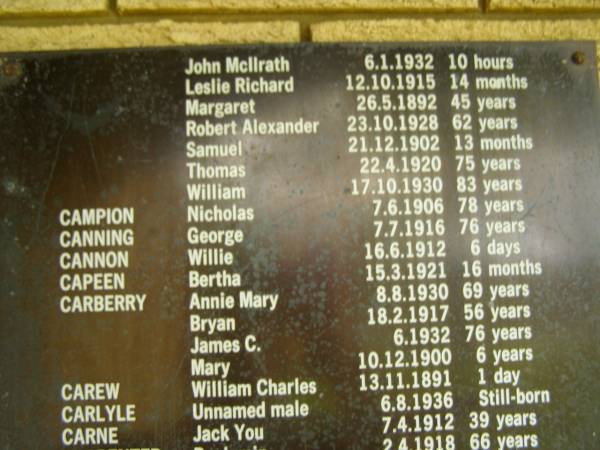 John McIlrath 6.1.1932 10 hours
Leslie Richard 12.10.1915 14 months
Margaret 26.5.1892 45 years
Robert Alexander 23.10.1928 62 years
Samuel 21.12.1902 13 months
Thomas 22.4.1920 75 years
William 17.10.1930 83 years
CAMPION Nicholas 7.6.1906 78 years
CANNING George 7.7.1916 76 years
CANNON Willie 16.6.1912 6 days
CAPEEN Bertha 15.3.1921 16 months
CARBERRY Annie Mary 8.8.1930 69 years
Bryan 18.2.1917 56 years
James C. 6.1932 76 years
Mary 10.12.1900 6 years
CAREW William Charles 13.11.1891 1 day
CARLYLE Unnamed male 6.8.1936 Still-born
CARNE Jack You 7.4.1912 39 years
2.4.1918 66 years